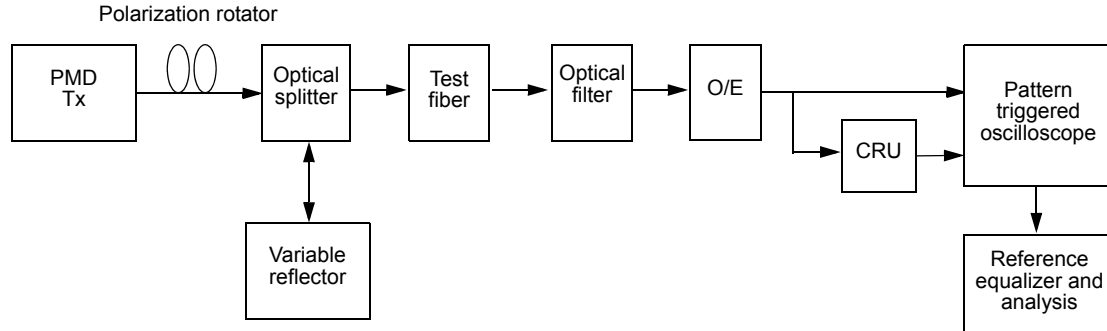 Polarization rotator
PMD
Tx
Optical
splitter
Test
fiber
Optical
filter
O/E
Pattern
triggered
oscilloscope
CRU
Variable
reflector
Reference
equalizer and
analysis